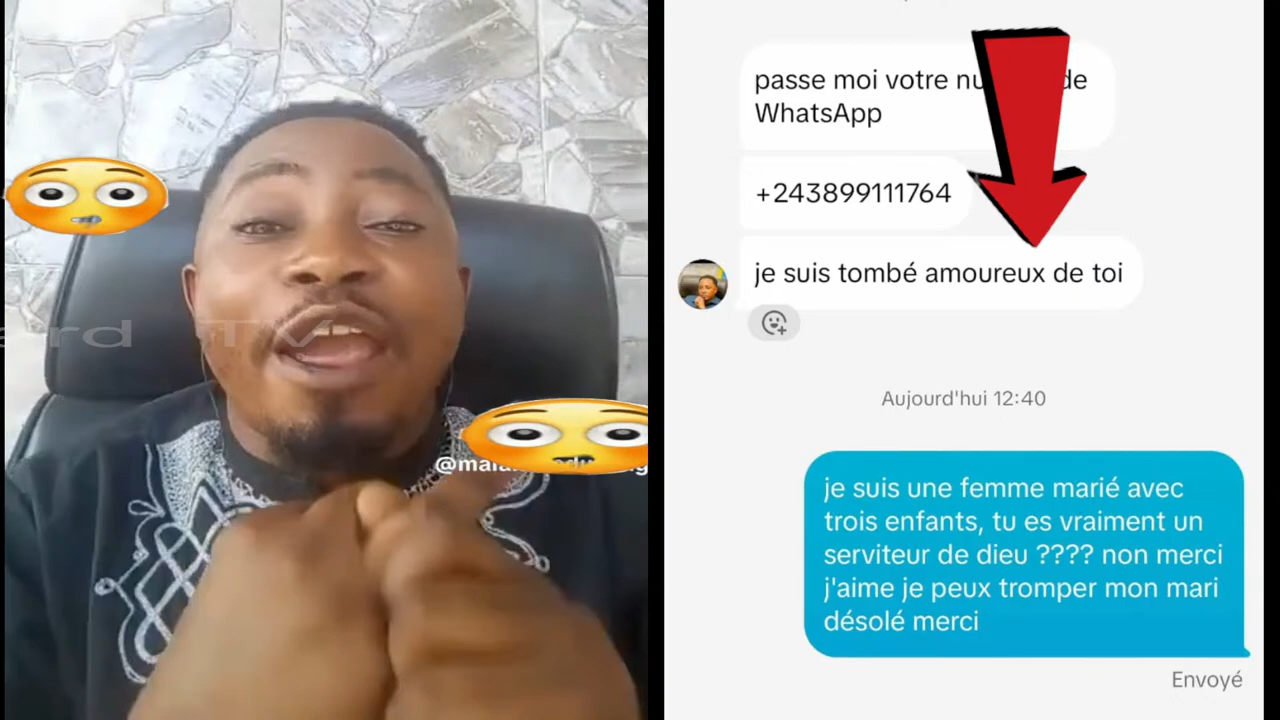 TV
passe moi votre de
WhatsApp
+243899111764
je suis tombé amoureux de toi
Aujourd'hui 12:40
je suis une femme marié avec
trois enfants, tu es vraiment un
serviteur de dieu ???? non merci
j'aime je peux tromper mon mari
désolé merci
Envoyé